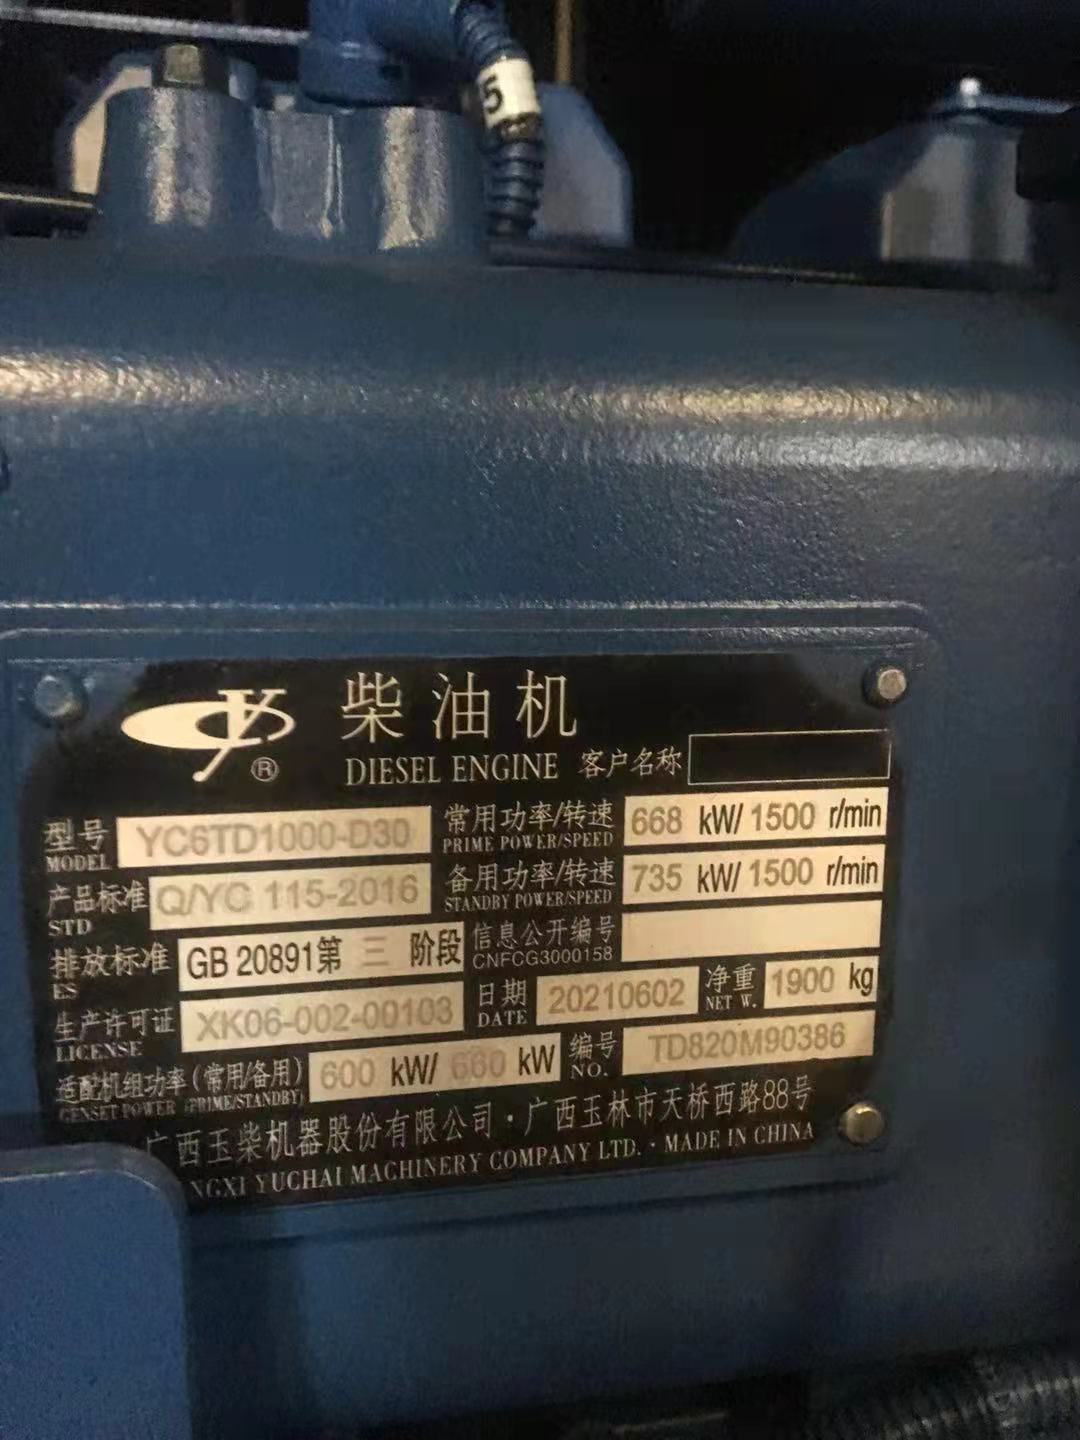 5
柴油机
DIESEL ENGINE 客户名称
型号 YC6TD1000-D30 常用功率/转速 668 kW/ 1500 r/min
MODEL PRIME POWER/SPEED
产品标准 Q/YC 115-2016 备用功率/转速 735 kW/ 1500 r/min
STD STANDBY POWER/SPEED
排放标准 GB 20891第 三 阶段 信息公开编号
ES CNFCG3000158
生产许可证 XK06-002-00103 日期 20210602 净重 1900 kg
LICENSE DATE NET W.
适配机组功率(常用/备用) 600 kW/ 660 kW 编号 TD820M90386
GENSET POWER (PRIME/STANDBY) NO.
广西玉柴机器股份有限公司·广西玉林市天桥西路88号
NGXI YUCHAI MACHINERY COMPANY LTD.·MADE IN CHINA